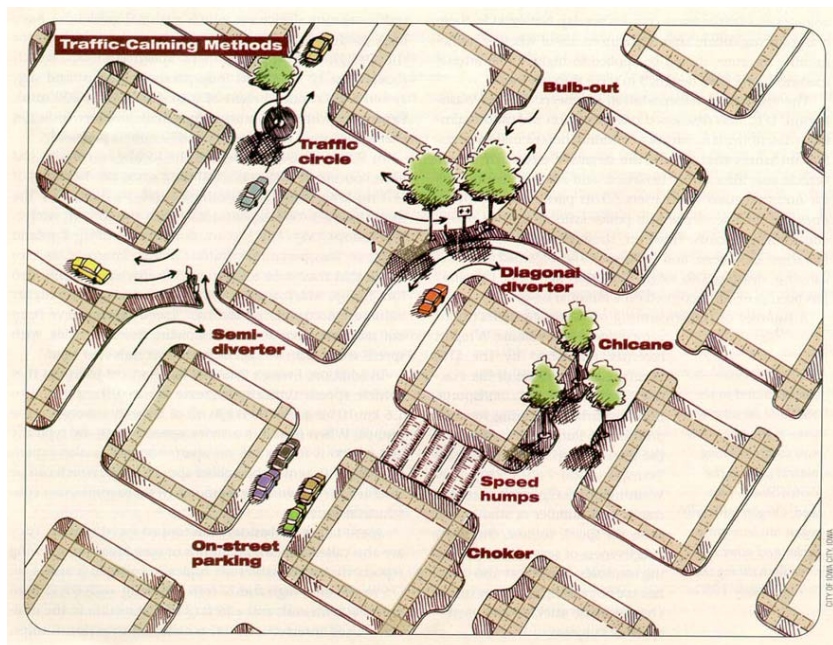 Traffic-Calming Methods
Bulb-out
Traffic
circle
Diagonal
diverter
Semi-
diverter
Chicane
Speed
humps
On-street
parking
Choker
CITY OF IOWA CITY, IOWA